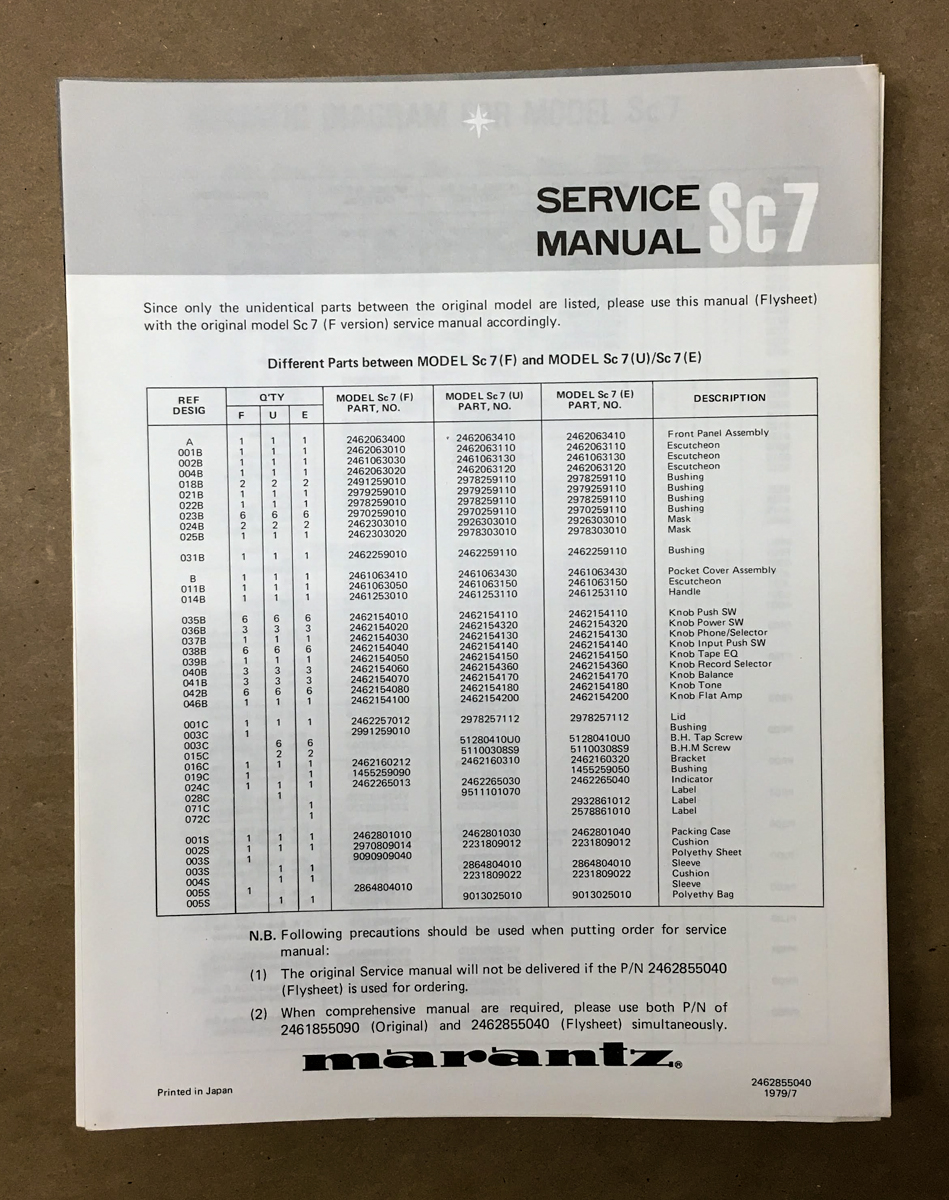 SERVICE
MANUAL Sc7
Since only the unidentical parts between the original model are listed, please use this manual (Flysheet)
with the original model Sc 7 (F version) service manual accordingly.
Different Parts between MODEL Sc 7 (F) and MODEL Sc 7 (U)/Sc 7 (E)
REF DESIG Q'TY F U E MODEL Sc 7 (F) PART, NO. MODEL Sc 7 (U) PART, NO. MODEL Sc 7 (E) PART, NO. DESCRIPTION
A 1 1 1 2462063400 2462063410 2462063410 Front Panel Assembly
001B 1 1 1 2462063010 2462063110 2462063110 Escutcheon
002B 1 1 1 2461063030 2461063130 2461063130 Escutcheon
004B 1 1 1 2462063020 2462063120 2462063120 Escutcheon
018B 2 2 2 2491259010 2978259110 2978259110 Bushing
021B 1 1 1 2979259010 2979259110 2979259110 Bushing
022B 1 1 1 2978259010 2978259110 2978259110 Bushing
023B 6 6 6 2970259010 2970259110 2970259110 Bushing
024B 2 2 2 2462303010 2926303010 2926303010 Mask
025B 1 1 1 2462303020 2978303010 2978303010 Mask
031B 1 1 1 2462259010 2462259110 2462259110 Bushing
B 1 1 1 2461063410 2461063430 2461063430 Pocket Cover Assembly
011B 1 1 1 2461063050 2461063150 2461063150 Escutcheon
014B 1 1 1 2461253010 2461253110 2461253110 Handle
035B 6 6 6 2462154010 2462154110 2462154110 Knob Push SW
036B 3 3 3 2462154020 2462154320 2462154320 Knob Power SW
037B 1 1 1 2462154030 2462154130 2462154130 Knob Phone/Selector
038B 6 6 6 2462154040 2462154140 2462154140 Knob Input Push SW
039B 1 1 1 2462154050 2462154150 2462154150 Knob Tape EQ
040B 3 3 3 2462154060 2462154360 2462154360 Knob Record Selector
041B 3 3 3 2462154070 2462154170 2462154170 Knob Balance
042B 6 6 6 2462154080 2462154180 2462154180 Knob Tone
046B 1 1 1 2462154100 2462154200 2462154200 Knob Flat Amp
001C 1 1 1 2462257012 2978257112 2978257112 Lid
003C 1 2991259010 Bushing
003C 6 6 51280410U0 51280410U0 B.H. Tap Screw
015C 2 2 51100308S9 51100308S9 B.H.M Screw
016C 1 1 1 2462160212 2462160310 2462160320 Bracket
019C 1 1 1455259090 1455259050 Bushing
024C 1 1 1 2462265013 2462265030 2462265040 Indicator
028C 1 9511101070 Label
071C 1 2932861012 Label
072C 1 2578861010 Label
001S 1 1 1 2462801010 2462801030 2462801040 Packing Case
002S 1 1 1 2970809014 2231809012 2231809012 Cushion
003S 1 9090909040 Polyethy Sheet
003S 1 1 2864804010 2864804010 Sleeve
004S 1 1 2231809022 2231809022 Cushion
005S 1 2864804010 Sleeve
005S 1 1 9013025010 9013025010 Polyethy Bag
N.B. Following precautions should be used when putting order for service
manual:
(1) The original Service manual will not be delivered if the P/N 2462855040
(Flysheet) is used for ordering.
(2) When comprehensive manual are required, please use both P/N of
2461855090 (Original) and 2462855040 (Flysheet) simultaneously.
marantz®
Printed in Japan
2462855040
1979/7